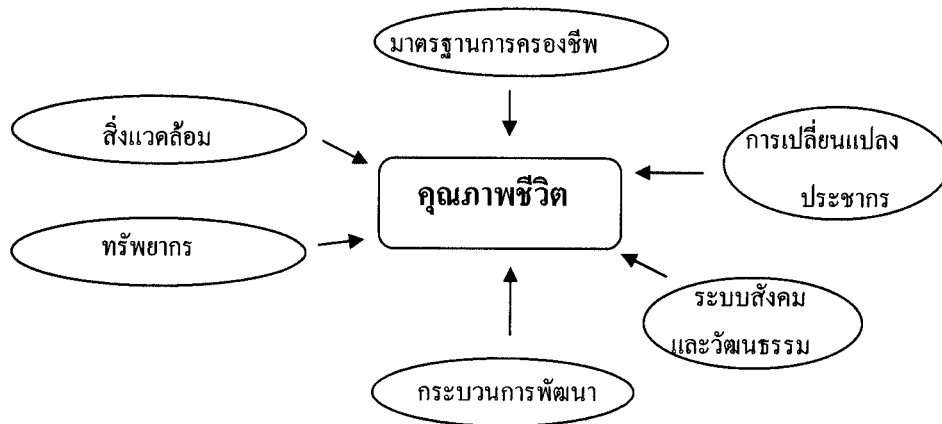 มาตรฐานการครองชีพ
สิ่งแวดล้อม
การเปลี่ยนแปลง
ประชากร
คุณภาพชีวิต
ทรัพยากร
ระบบสังคม
และวัฒนธรรม
กระบวนการพัฒนา